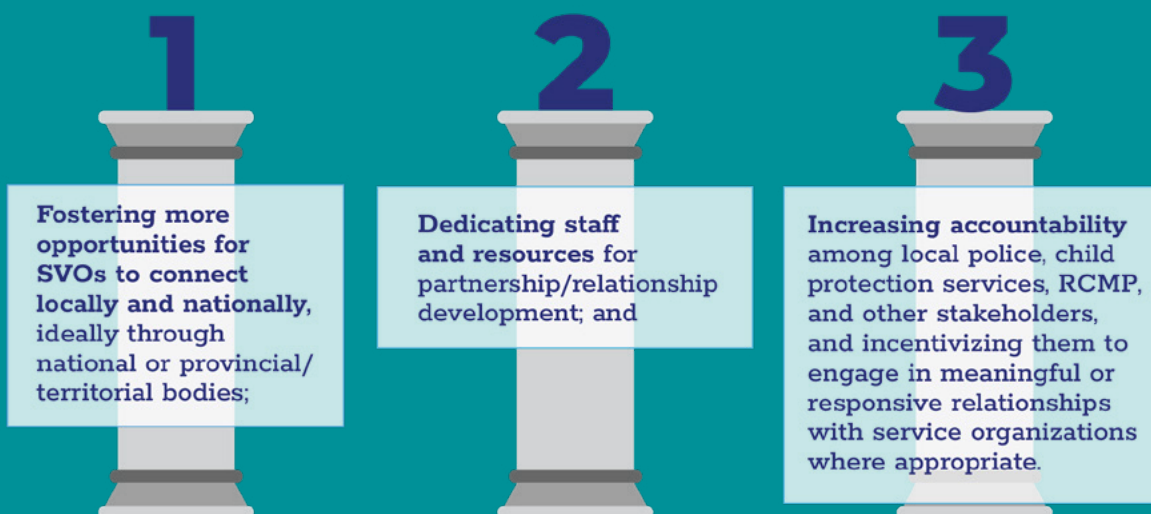 1
Fostering more
opportunities for
SVOs to connect
locally and nationally,
ideally through
national or provincial/
territorial bodies;
2
Dedicating staff
and resources for
partnership/relationship
development; and
3
Increasing accountability
among local police, child
protection services, RCMP,
and other stakeholders,
and incentivizing them to
engage in meaningful or
responsive relationships
with service organizations
where appropriate.